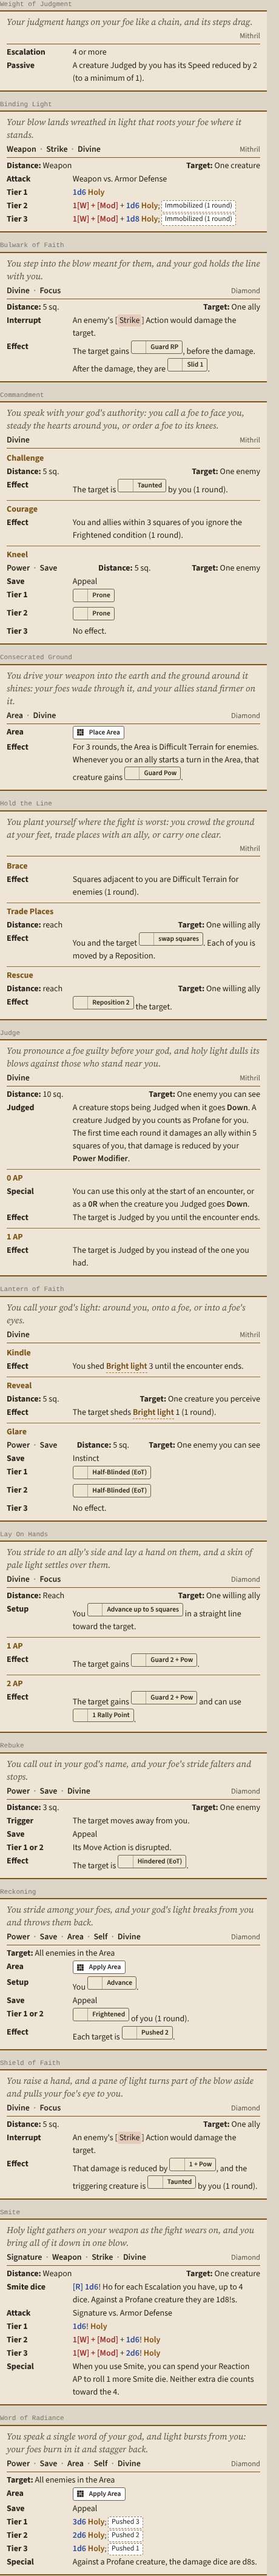 Weight of Judgment
Your judgment hangs on your foe like a chain, and its steps drag.
Mithril
Escalation 4 or more
Passive A creature Judged by you has its Speed reduced by 2
(to a minimum of 1).
Binding Light
Your blow lands wreathed in light that roots your foe where it
stands.
Weapon · Strike · Divine Mithril
Distance: Weapon Target: One creature
Attack Weapon vs. Armor Defense
Tier 1 1d6 Holy
Tier 2 1[W] + [Mod] + 1d6 Holy; Immobilized (1 round)
Tier 3 1[W] + [Mod] + 1d8 Holy; Immobilized (1 round)
Bulwark of Faith
You step into the blow meant for them, and your god holds the line
with you.
Divine · Focus Diamond
Distance: 5 sq. Target: One ally
Interrupt An enemy's [Strike] Action would damage the
target.
Effect The target gains Guard RP, before the damage.
After the damage, they are Slid 1.
Commandment
You speak with your god's authority: you call a foe to face you,
steady the hearts around you, or order a foe to its knees.
Divine Mithril
Challenge
Distance: 5 sq. Target: One enemy
Effect The target is Taunted by you (1 round).
Courage
Effect You and allies within 3 squares of you ignore the
Frightened condition (1 round).
Kneel
Power · Save Distance: 5 sq. Target: One enemy
Save Appeal
Tier 1 Prone
Tier 2 Prone
Tier 3 No effect.
Consecrated Ground
You drive your weapon into the earth and the ground around it
shines: your foes wade through it, and your allies stand firmer on
it.
Area · Divine Diamond
Area Place Area
Effect For 3 rounds, the Area is Difficult Terrain for enemies.
Whenever you or an ally starts a turn in the Area, that
creature gains Guard Pow.
Hold the Line
You plant yourself where the fight is worst: you crowd the ground
at your feet, trade places with an ally, or carry one clear.
Mithril
Brace
Effect Squares adjacent to you are Difficult Terrain for
enemies (1 round).
Trade Places
Distance: reach Target: One willing ally
Effect You and the target swap squares. Each of you is
moved by a Reposition.
Rescue
Distance: reach Target: One willing ally
Effect Reposition 2 the target.
Judge
You pronounce a foe guilty before your god, and holy light dulls its
blows against those who stand near you.
Divine Mithril
Distance: 10 sq. Target: One enemy you can see
Judged A creature stops being Judged when it goes Down. A
creature Judged by you counts as Profane for you.
The first time each round it damages an ally within 5
squares of you, that damage is reduced by your
Power Modifier.
0 AP
Special You can use this only at the start of an encounter, or
as a 0R when the creature you Judged goes Down.
Effect The target is Judged by you until the encounter ends.
1 AP
Effect The target is Judged by you instead of the one you
had.
Lantern of Faith
You call your god's light: around you, onto a foe, or into a foe's
eyes.
Divine Mithril
Kindle
Effect You shed Bright light 3 until the encounter ends.
Reveal
Distance: 5 sq. Target: One creature you perceive
Effect The target sheds Bright light 1 (1 round).
Glare
Power · Save Distance: 5 sq. Target: One enemy you can see
Save Instinct
Tier 1 Half-Blinded (EoT)
Tier 2 Half-Blinded (EoT)
Tier 3 No effect.
Lay On Hands
You stride to an ally's side and lay a hand on them, and a skin of
pale light settles over them.
Divine · Focus Diamond
Distance: Reach Target: One willing ally
Setup You Advance up to 5 squares in a straight line
toward the target.
1 AP
Effect The target gains Guard 2 + Pow.
2 AP
Effect The target gains Guard 2 + Pow and can use
1 Rally Point.
Rebuke
You call out in your god's name, and your foe's stride falters and
stops.
Power · Save · Divine Diamond
Distance: 3 sq. Target: One enemy
Trigger The target moves away from you.
Save Appeal
Tier 1 or 2 Its Move Action is disrupted.
Effect The target is Hindered (EoT).
Reckoning
You stride among your foes, and your god's light breaks from you
and throws them back.
Power · Save · Area · Self · Divine Diamond
Target: All enemies in the Area
Area Apply Area
Setup You Advance.
Save Appeal
Tier 1 or 2 Frightened of you (1 round).
Effect Each target is Pushed 2.
Shield of Faith
You raise a hand, and a pane of light turns part of the blow aside
and pulls your foe's eye to you.
Divine · Focus Diamond
Distance: 5 sq. Target: One ally
Interrupt An enemy's [Strike] Action would damage the
target.
Effect That damage is reduced by 1 + Pow, and the
triggering creature is Taunted by you (1 round).
Smite
Holy light gathers on your weapon as the fight wears on, and you
bring all of it down in one blow.
Signature · Weapon · Strike · Divine Diamond
Distance: Weapon Target: One creature
Smite dice [R] 1d6! Ho for each Escalation you have, up to 4
dice. Against a Profane creature they are 1d8!s.
Attack Signature vs. Armor Defense
Tier 1 1d6! Holy
Tier 2 1[W] + [Mod] + 1d6! Holy
Tier 3 1[W] + [Mod] + 2d6! Holy
Special When you use Smite, you can spend your Reaction
AP to roll 1 more Smite die. Neither extra die counts
toward the 4.
Word of Radiance
You speak a single word of your god, and light bursts from you:
your foes burn in it and stagger back.
Power · Save · Area · Self · Divine Diamond
Target: All enemies in the Area
Area Apply Area
Save Appeal
Tier 1 3d6 Holy; Pushed 3
Tier 2 2d6 Holy; Pushed 2
Tier 3 1d6 Holy; Pushed 1
Special Against a Profane creature, the damage dice are d8s.